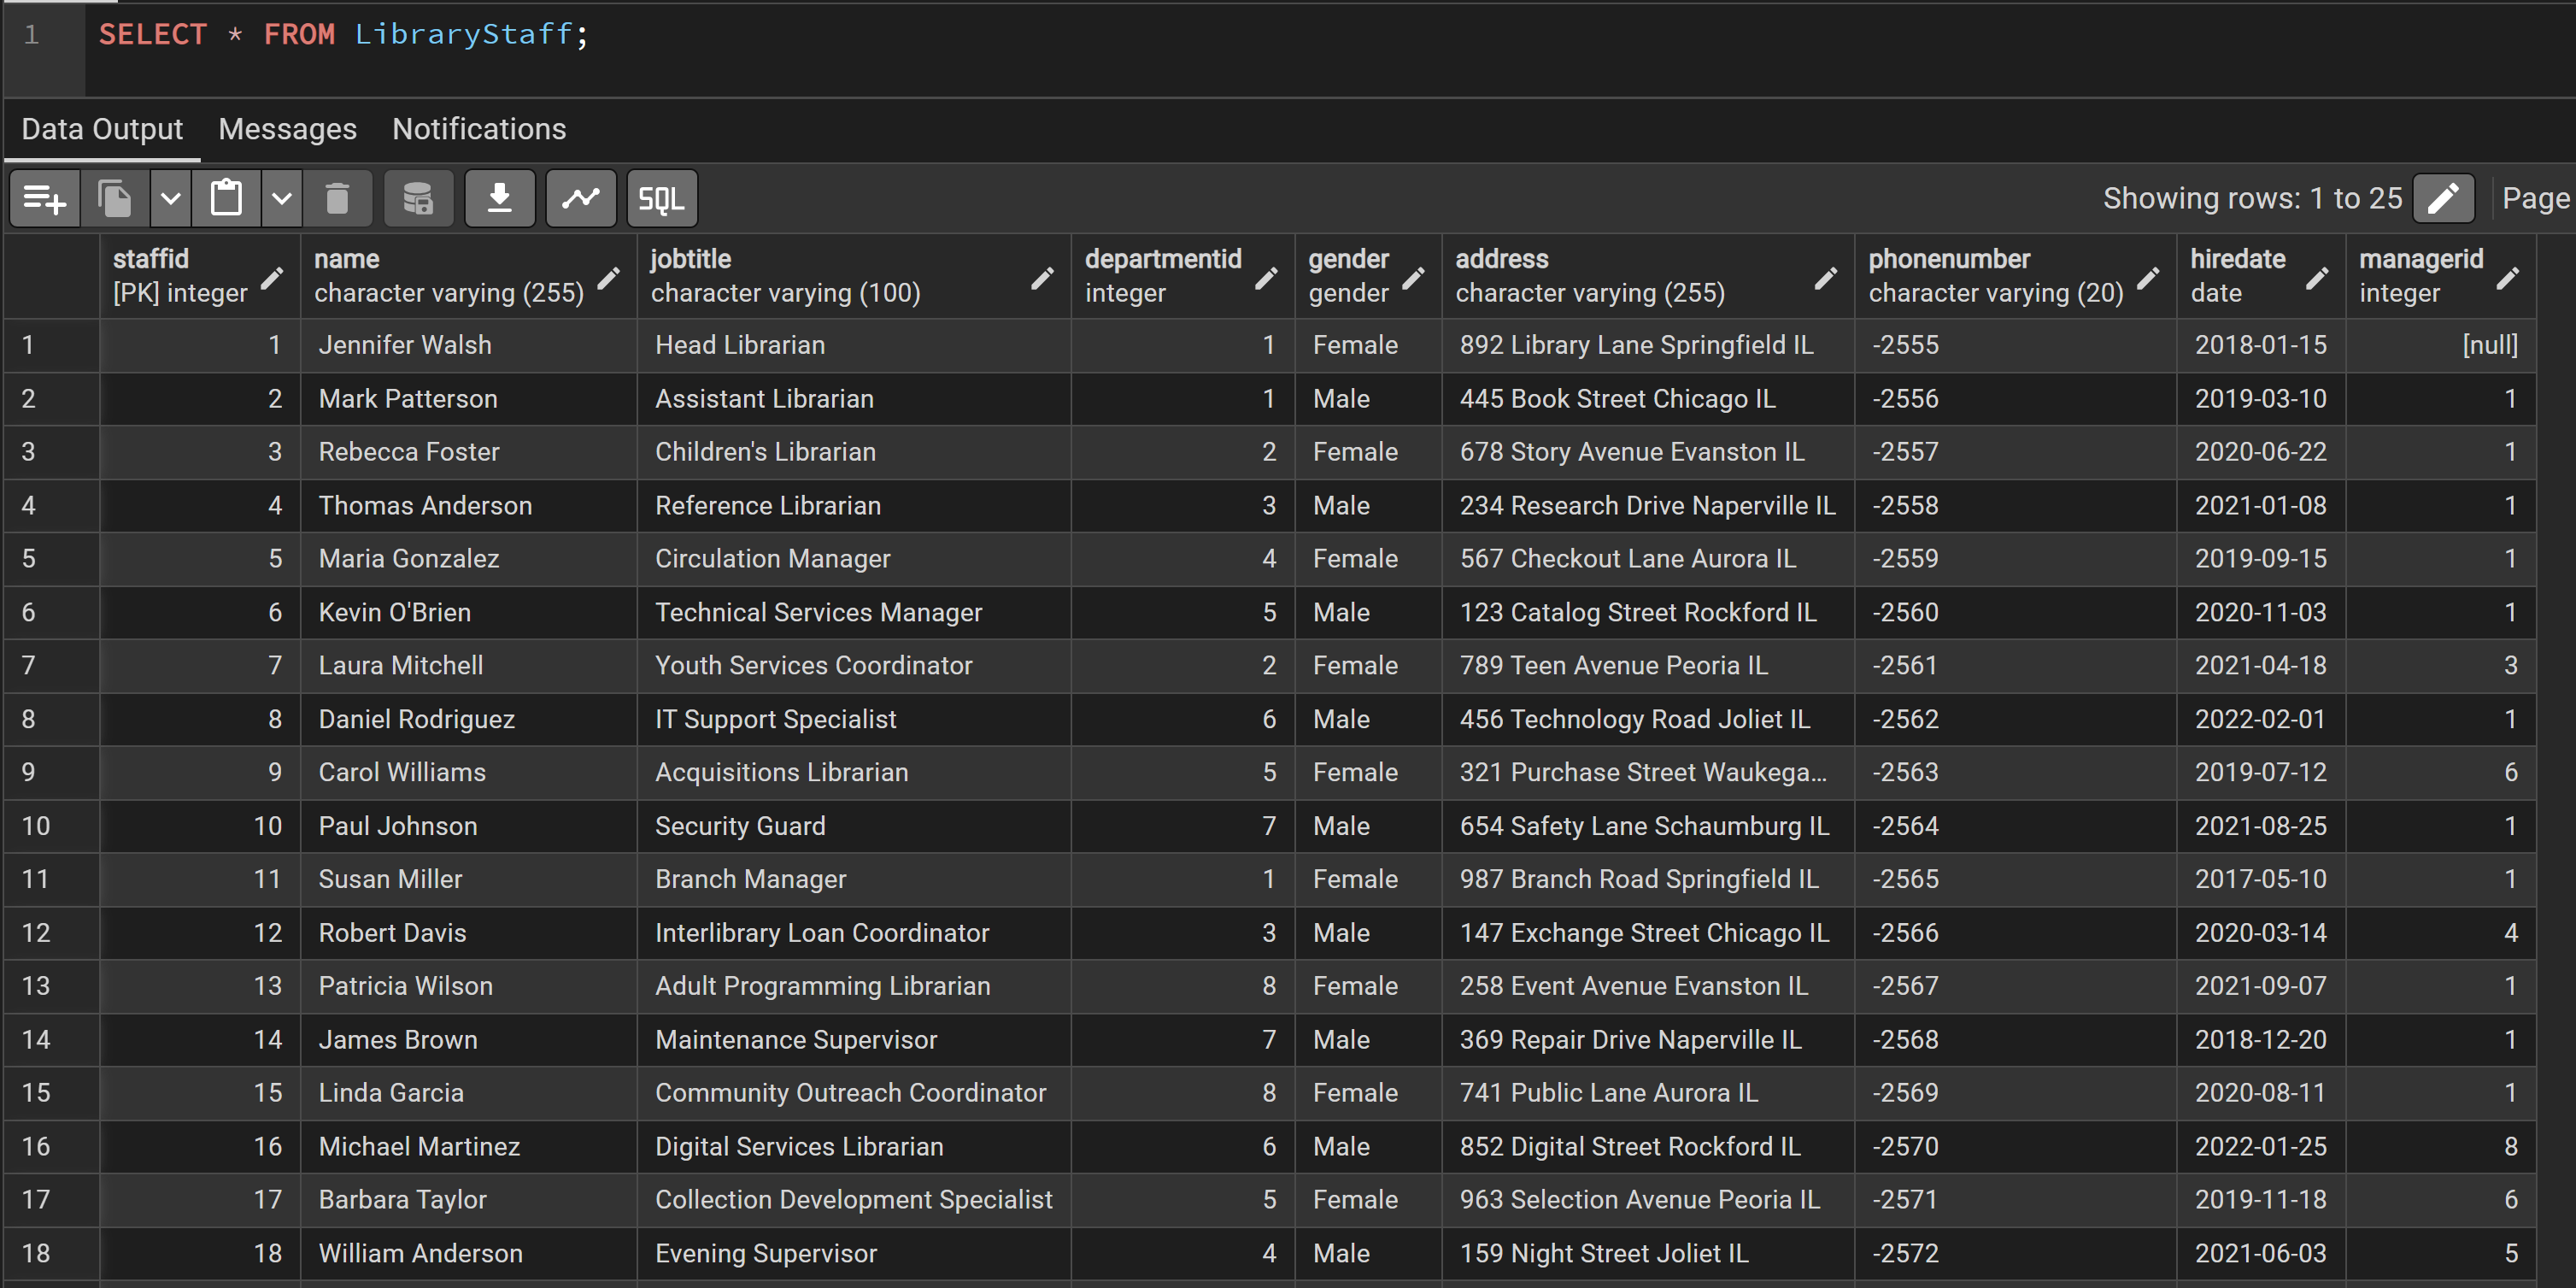 1 SELECT * FROM LibraryStaff;
Data Output Messages Notifications
SQL Showing rows: 1 to 25 Page
staffid name jobtitle departmentid gender address phonenumber hiredate managerid
[PK] integer character varying (255) character varying (100) integer gender character varying (255) character varying (20) date integer
1 1 Jennifer Walsh Head Librarian 1 Female 892 Library Lane Springfield IL -2555 2018-01-15 [null]
2 2 Mark Patterson Assistant Librarian 1 Male 445 Book Street Chicago IL -2556 2019-03-10 1
3 3 Rebecca Foster Children's Librarian 2 Female 678 Story Avenue Evanston IL -2557 2020-06-22 1
4 4 Thomas Anderson Reference Librarian 3 Male 234 Research Drive Naperville IL -2558 2021-01-08 1
5 5 Maria Gonzalez Circulation Manager 4 Female 567 Checkout Lane Aurora IL -2559 2019-09-15 1
6 6 Kevin O'Brien Technical Services Manager 5 Male 123 Catalog Street Rockford IL -2560 2020-11-03 1
7 7 Laura Mitchell Youth Services Coordinator 2 Female 789 Teen Avenue Peoria IL -2561 2021-04-18 3
8 8 Daniel Rodriguez IT Support Specialist 6 Male 456 Technology Road Joliet IL -2562 2022-02-01 1
9 9 Carol Williams Acquisitions Librarian 5 Female 321 Purchase Street Waukega... -2563 2019-07-12 6
10 10 Paul Johnson Security Guard 7 Male 654 Safety Lane Schaumburg IL -2564 2021-08-25 1
11 11 Susan Miller Branch Manager 1 Female 987 Branch Road Springfield IL -2565 2017-05-10 1
12 12 Robert Davis Interlibrary Loan Coordinator 3 Male 147 Exchange Street Chicago IL -2566 2020-03-14 4
13 13 Patricia Wilson Adult Programming Librarian 8 Female 258 Event Avenue Evanston IL -2567 2021-09-07 1
14 14 James Brown Maintenance Supervisor 7 Male 369 Repair Drive Naperville IL -2568 2018-12-20 1
15 15 Linda Garcia Community Outreach Coordinator 8 Female 741 Public Lane Aurora IL -2569 2020-08-11 1
16 16 Michael Martinez Digital Services Librarian 6 Male 852 Digital Street Rockford IL -2570 2022-01-25 8
17 17 Barbara Taylor Collection Development Specialist 5 Female 963 Selection Avenue Peoria IL -2571 2019-11-18 6
18 18 William Anderson Evening Supervisor 4 Male 159 Night Street Joliet IL -2572 2021-06-03 5